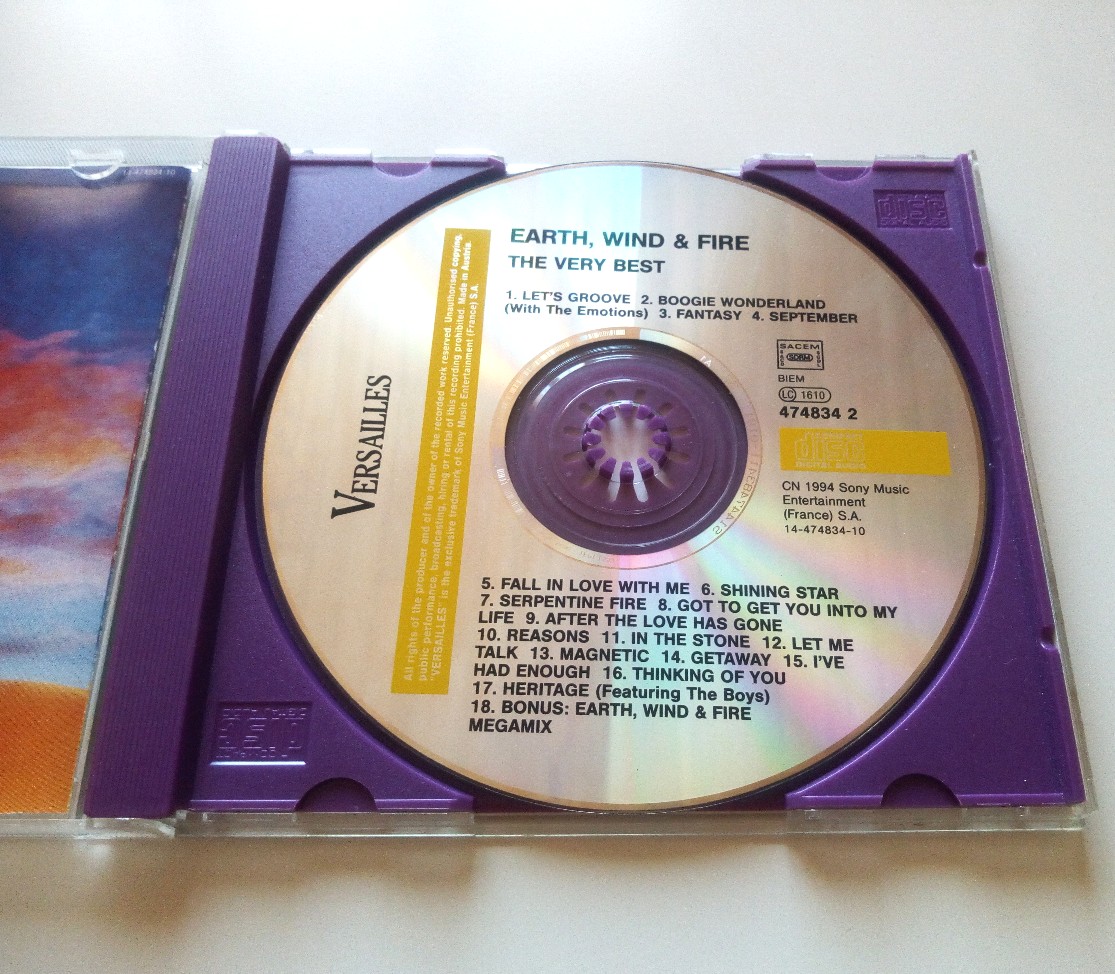 14-474834-10
EARTH, WIND & FIRE
THE VERY BEST
1. LET'S GROOVE 2. BOOGIE WONDERLAND
(With The Emotions) 3. FANTASY 4. SEPTEMBER
SACEM
SDRM
BIEM
LC 1610
474834 2
COMPACT
disc
DIGITAL AUDIO
CN 1994 Sony Music
Entertainment
(France) S.A.
14-474834-10
VERSAILLES
All rights of the producer and of the owner of the recorded work reserved. Unauthorised copying,
public performance, broadcasting, hiring or rental of this recording prohibited. Made in Austria.
"VERSAILLES" is the exclusive trademark of Sony Music Entertainment (France) S.A.
5. FALL IN LOVE WITH ME 6. SHINING STAR
7. SERPENTINE FIRE 8. GOT TO GET YOU INTO MY
LIFE 9. AFTER THE LOVE HAS GONE
10. REASONS 11. IN THE STONE 12. LET ME
TALK 13. MAGNETIC 14. GETAWAY 15. I'VE
HAD ENOUGH 16. THINKING OF YOU
17. HERITAGE (Featuring The Boys)
18. BONUS: EARTH, WIND & FIRE
MEGAMIX
disc